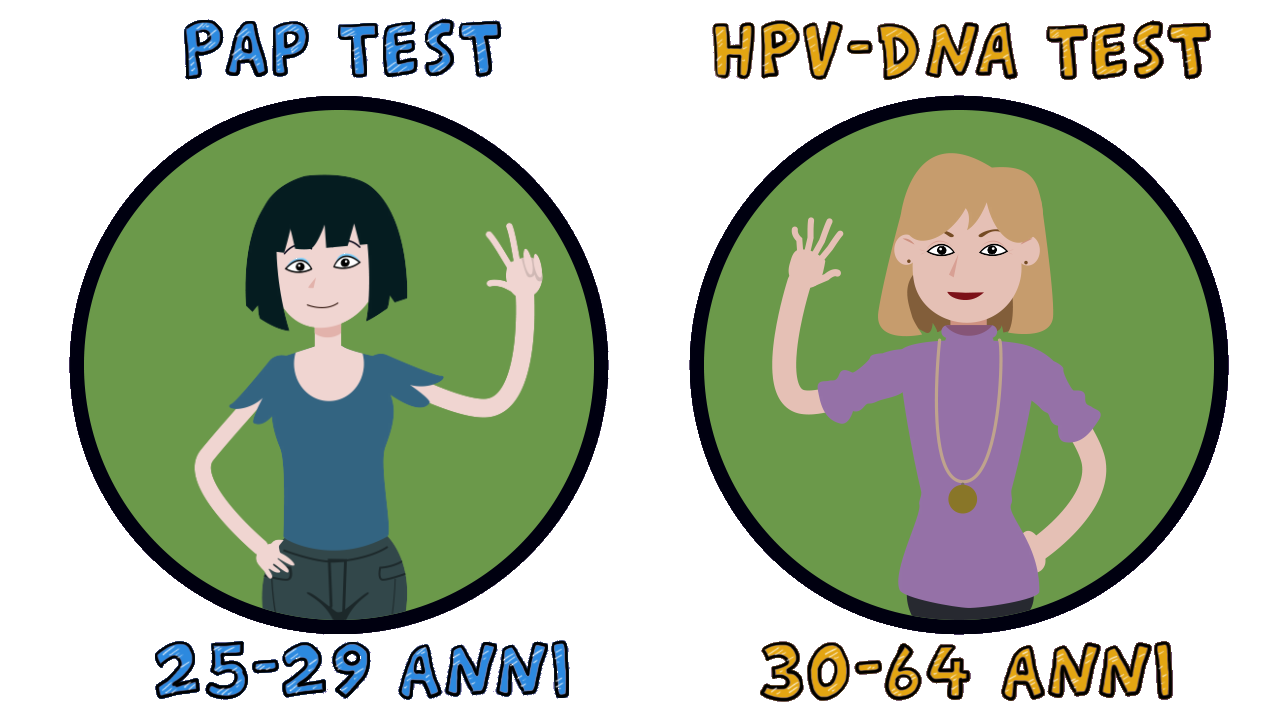 PAP TEST
HPV-DNA TEST
25-29 ANNI
30-64 ANNI